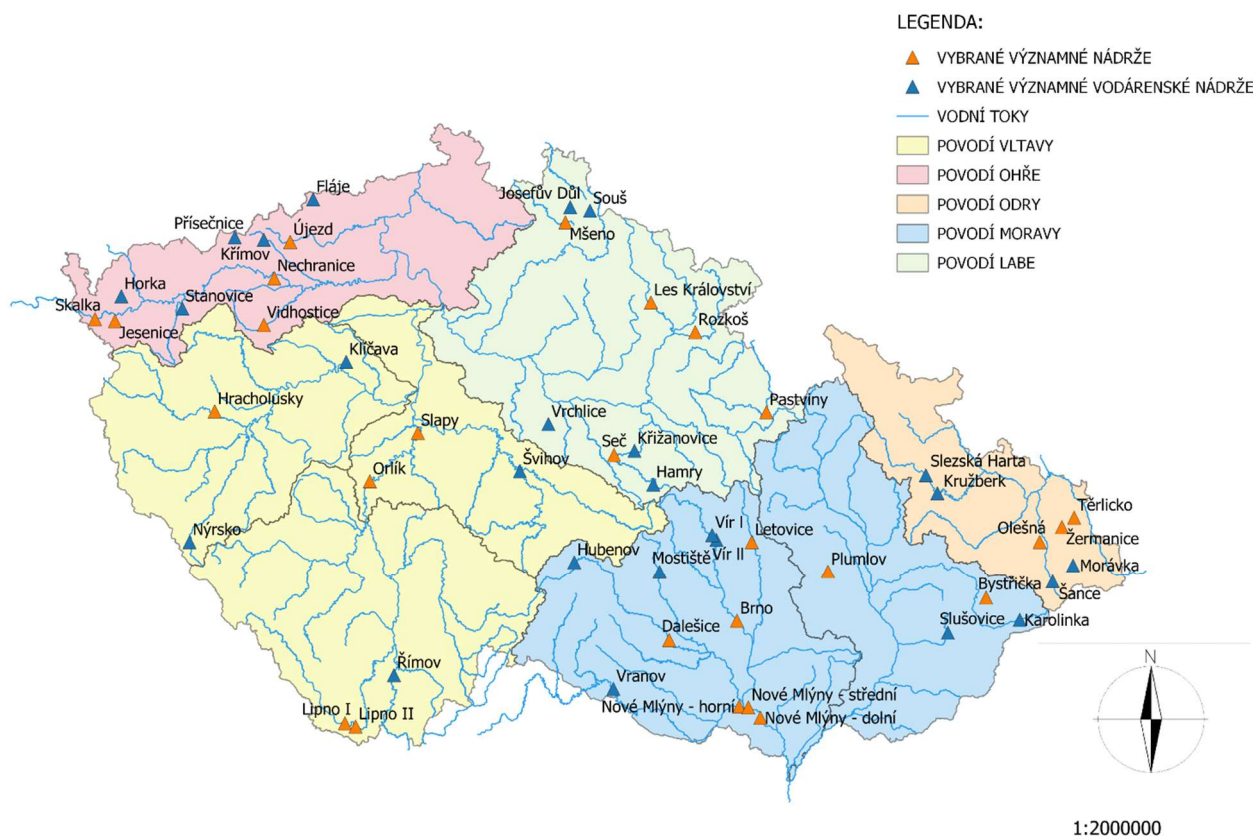 LEGENDA:
VYBRANÉ VÝZNAMNÉ NÁDRŽE
VYBRANÉ VÝZNAMNÉ VODÁRENSKÉ NÁDRŽE
VODNÍ TOKY
POVODÍ VLTAVY
POVODÍ OHŘE
POVODÍ ODRY
POVODÍ MORAVY
POVODÍ LABE
Fláje
Josefův Důl
Souš
Přísečnice
Újezd
Mšeno
Křímov
Nechranice
Horka
Stanovice
Les Království
Skalka
Jesenice
Vidhostice
Rozkoš
Klíčava
Hracholusky
Vrchlice
Pastviny
Slapy
Seč
Křižanovice
Švihov
Orlík
Hamry
Slezská Harta
Kružberk
Těrlicko
Olešná
Žermanice
Nýrsko
Hubenov
Vír I
Letovice
Mostiště
Vír II
Plumlov
Morávka
Bystřička
Šance
Brno
Slušovice
Karolinka
Dalešice
Římov
Vranov
Nové Mlýny - střední
Nové Mlýny - horní
Nové Mlýny - dolní
Lipno I
Lipno II
N
1:2000000